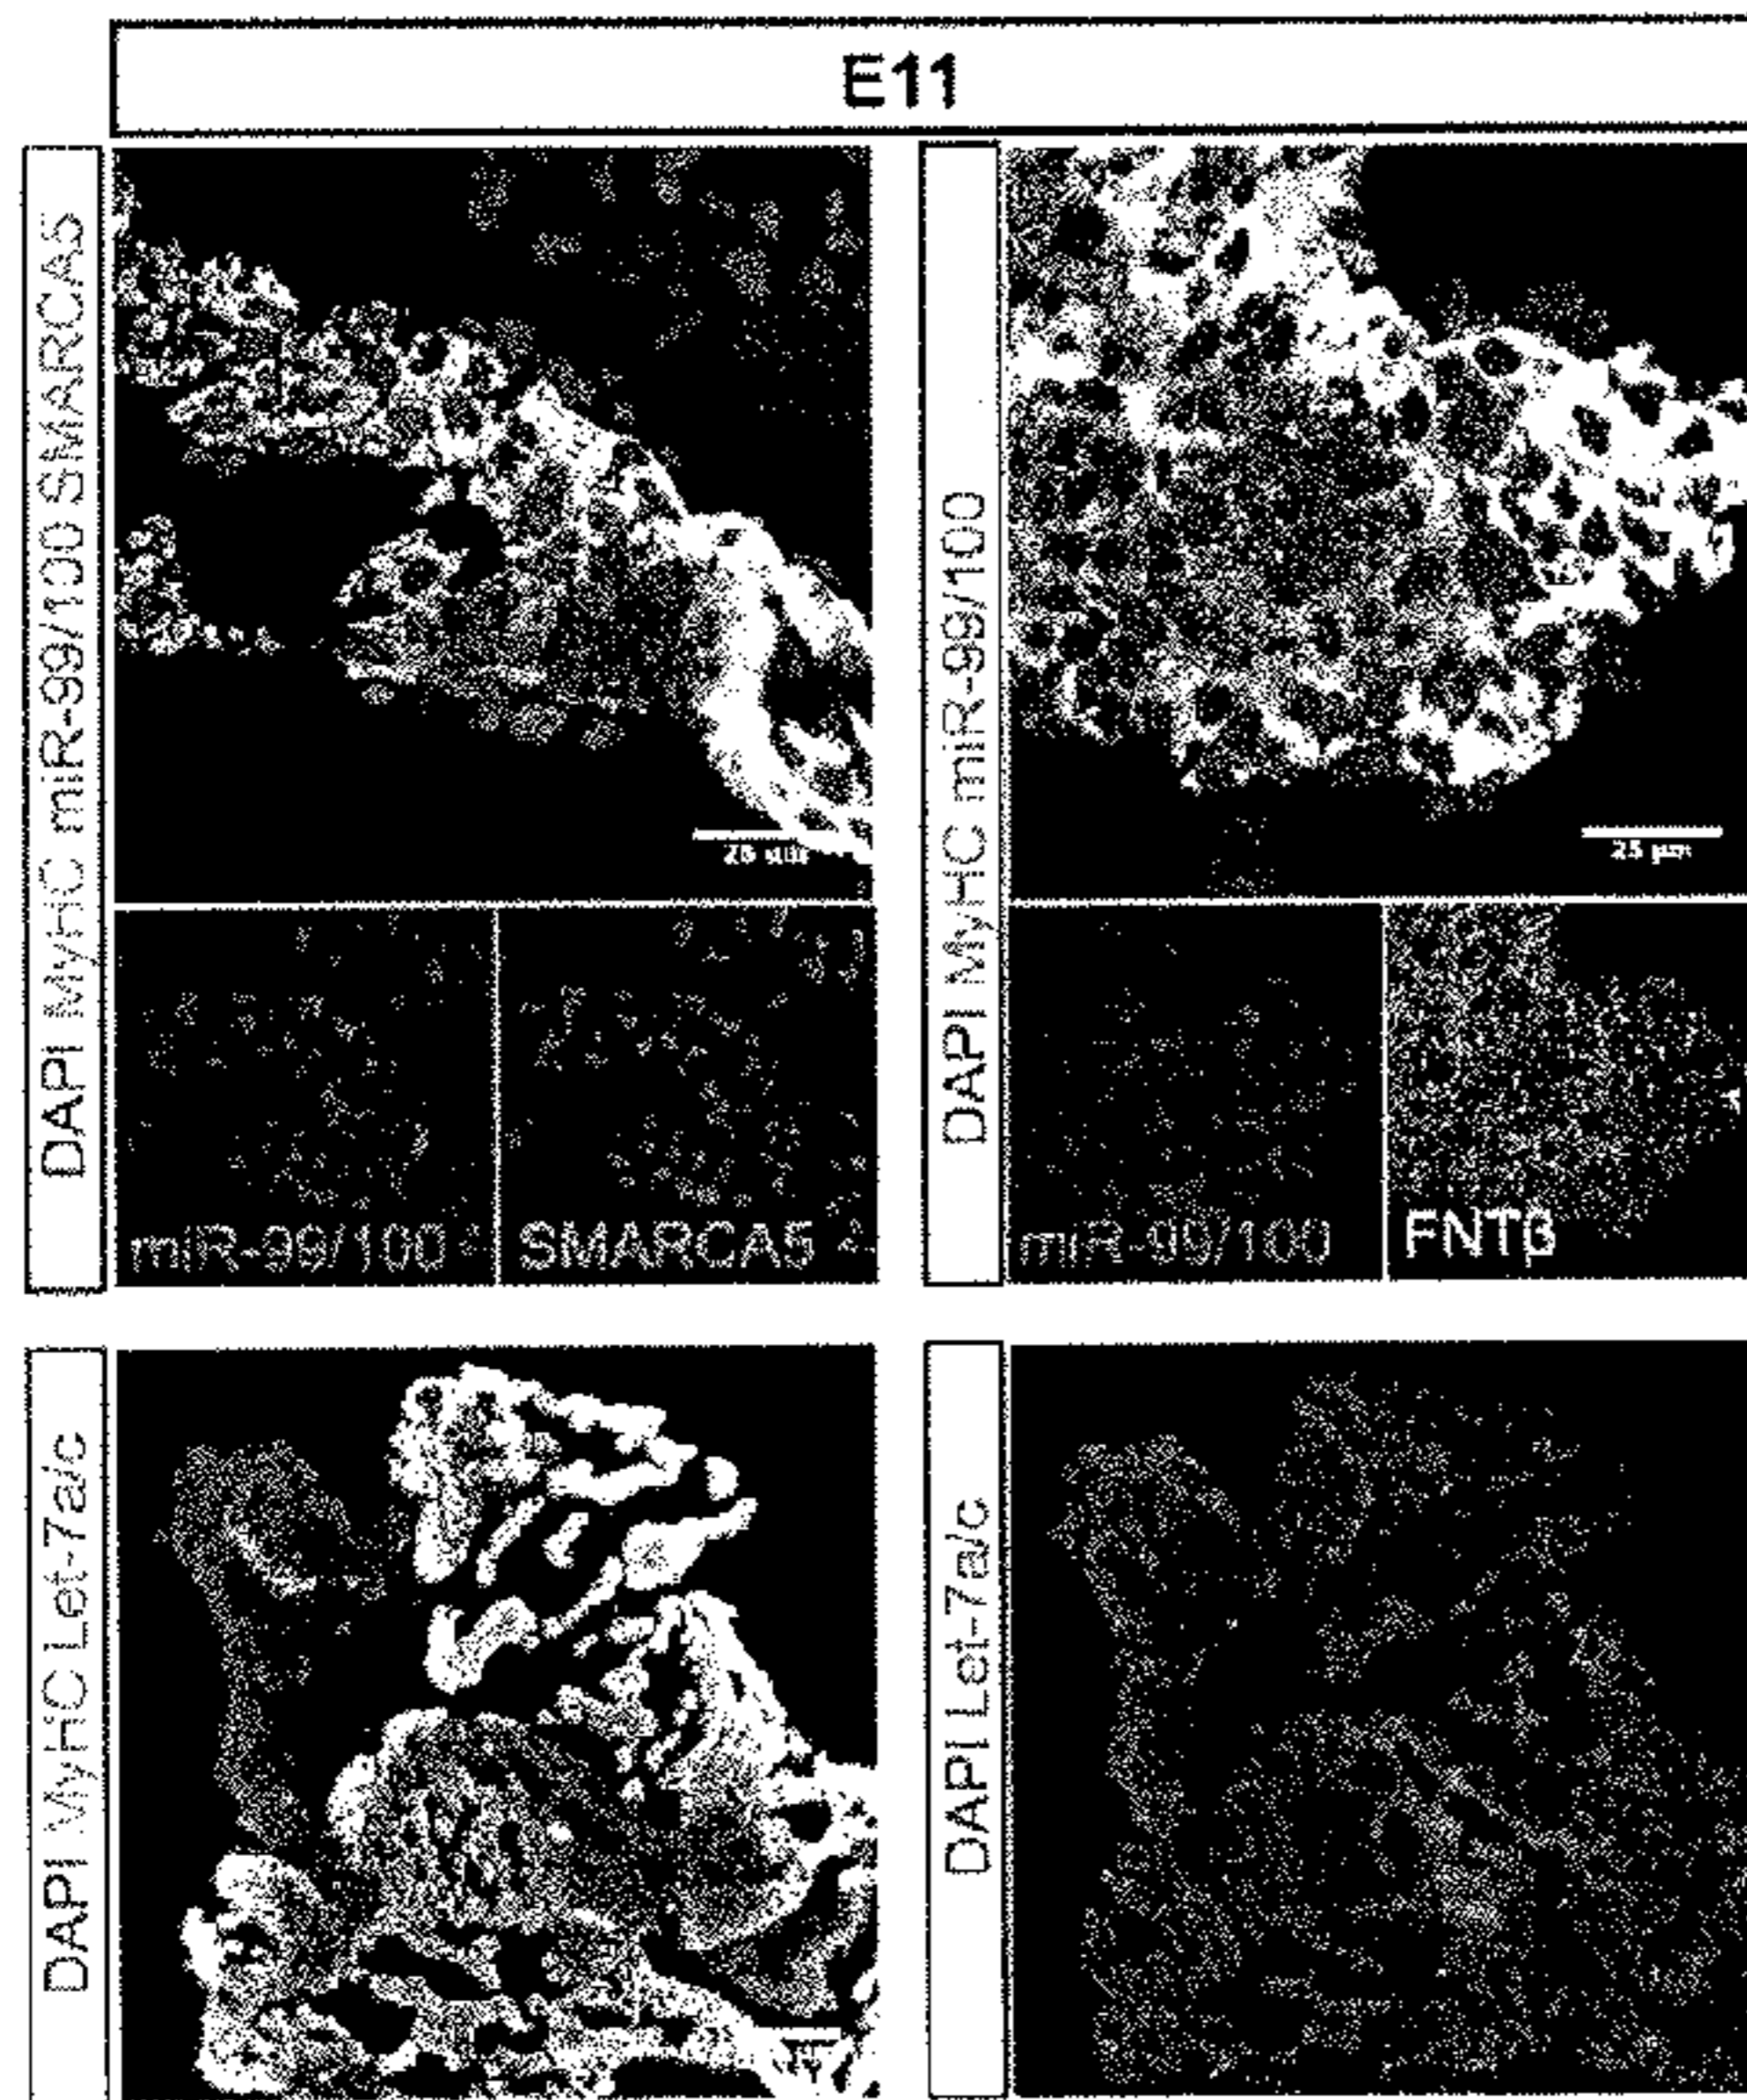 E11
DAPI MyHC miR-99/100 SMARCA5
25 µm
miR-99/100
SMARCA5
DAPI MyHC miR-99/100
25 µm
miR-99/100
FNTβ
DAPI MyHC Let-7a/c
DAPI Let-7a/c